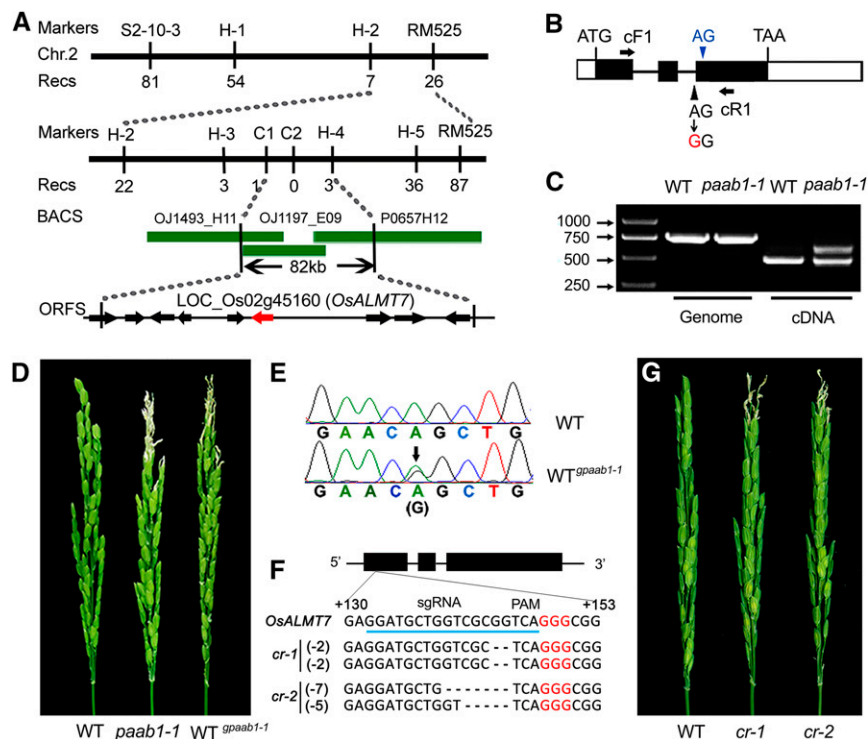 A
Markers S2-10-3 H-1 H-2 RM525
Chr.2
Recs 81 54 7 26
Markers H-2 H-3 C1 C2 H-4 H-5 RM525
Recs 22 3 1 0 3 36 87
BACS OJ1493_H11 OJ1197_E09 P0657H12
82kb
LOC_Os02g45160 (OsALMT7)
ORFS
B
ATG cF1 AG TAA
AG cR1
GG
C
WT paab1-1 WT paab1-1
1000
750
500
250
Genome cDNA
D
WT paab1-1 WT gpaab1-1
E
G A A C A G C T G WT
G A A C A G C T G WT gpaab1-1
(G)
F
5’ 3’
+130 sgRNA PAM +153
OsALMT7 GAGGATGCTGGTCGCGGTCAGGGCGG
cr-1 (-2) GAGGATGCTGGTCGC--TCAGGGCGG
(-2) GAGGATGCTGGTCGC--TCAGGGCGG
cr-2 (-7) GAGGATGCTG-------TCAGGGCGG
(-5) GAGGATGCTGGT-----TCAGGGCGG
G
WT cr-1 cr-2